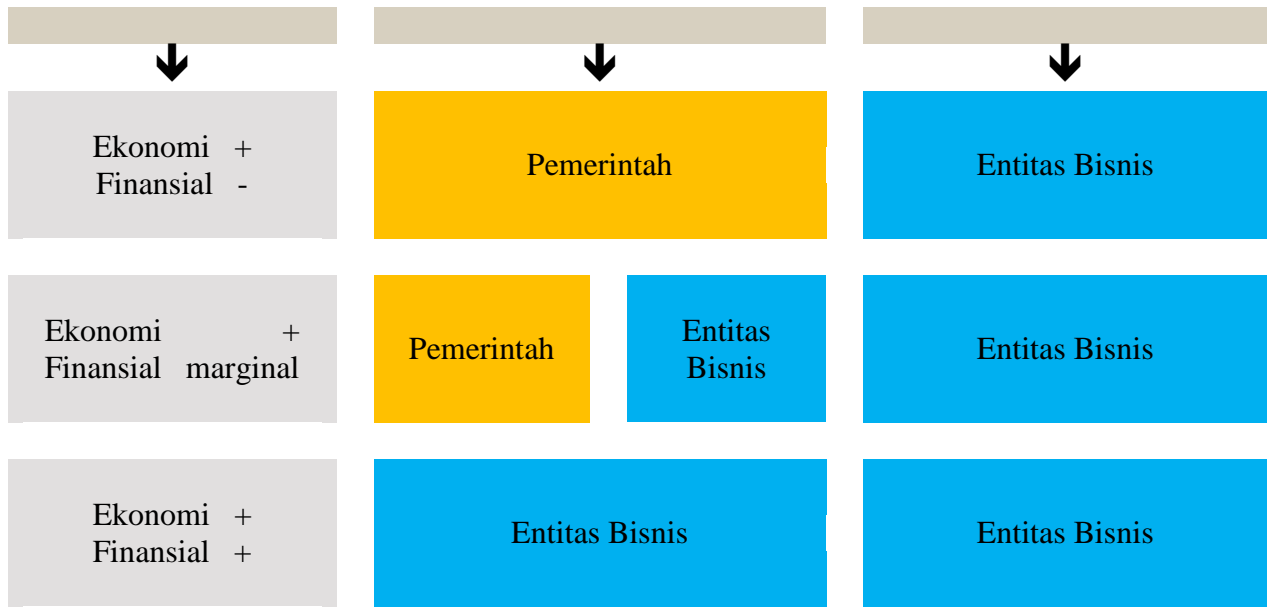 Ekonomi +
Finansial -
Pemerintah
Entitas Bisnis
Ekonomi +
Finansial marginal
Pemerintah
Entitas
Bisnis
Entitas Bisnis
Ekonomi +
Finansial +
Entitas Bisnis
Entitas Bisnis